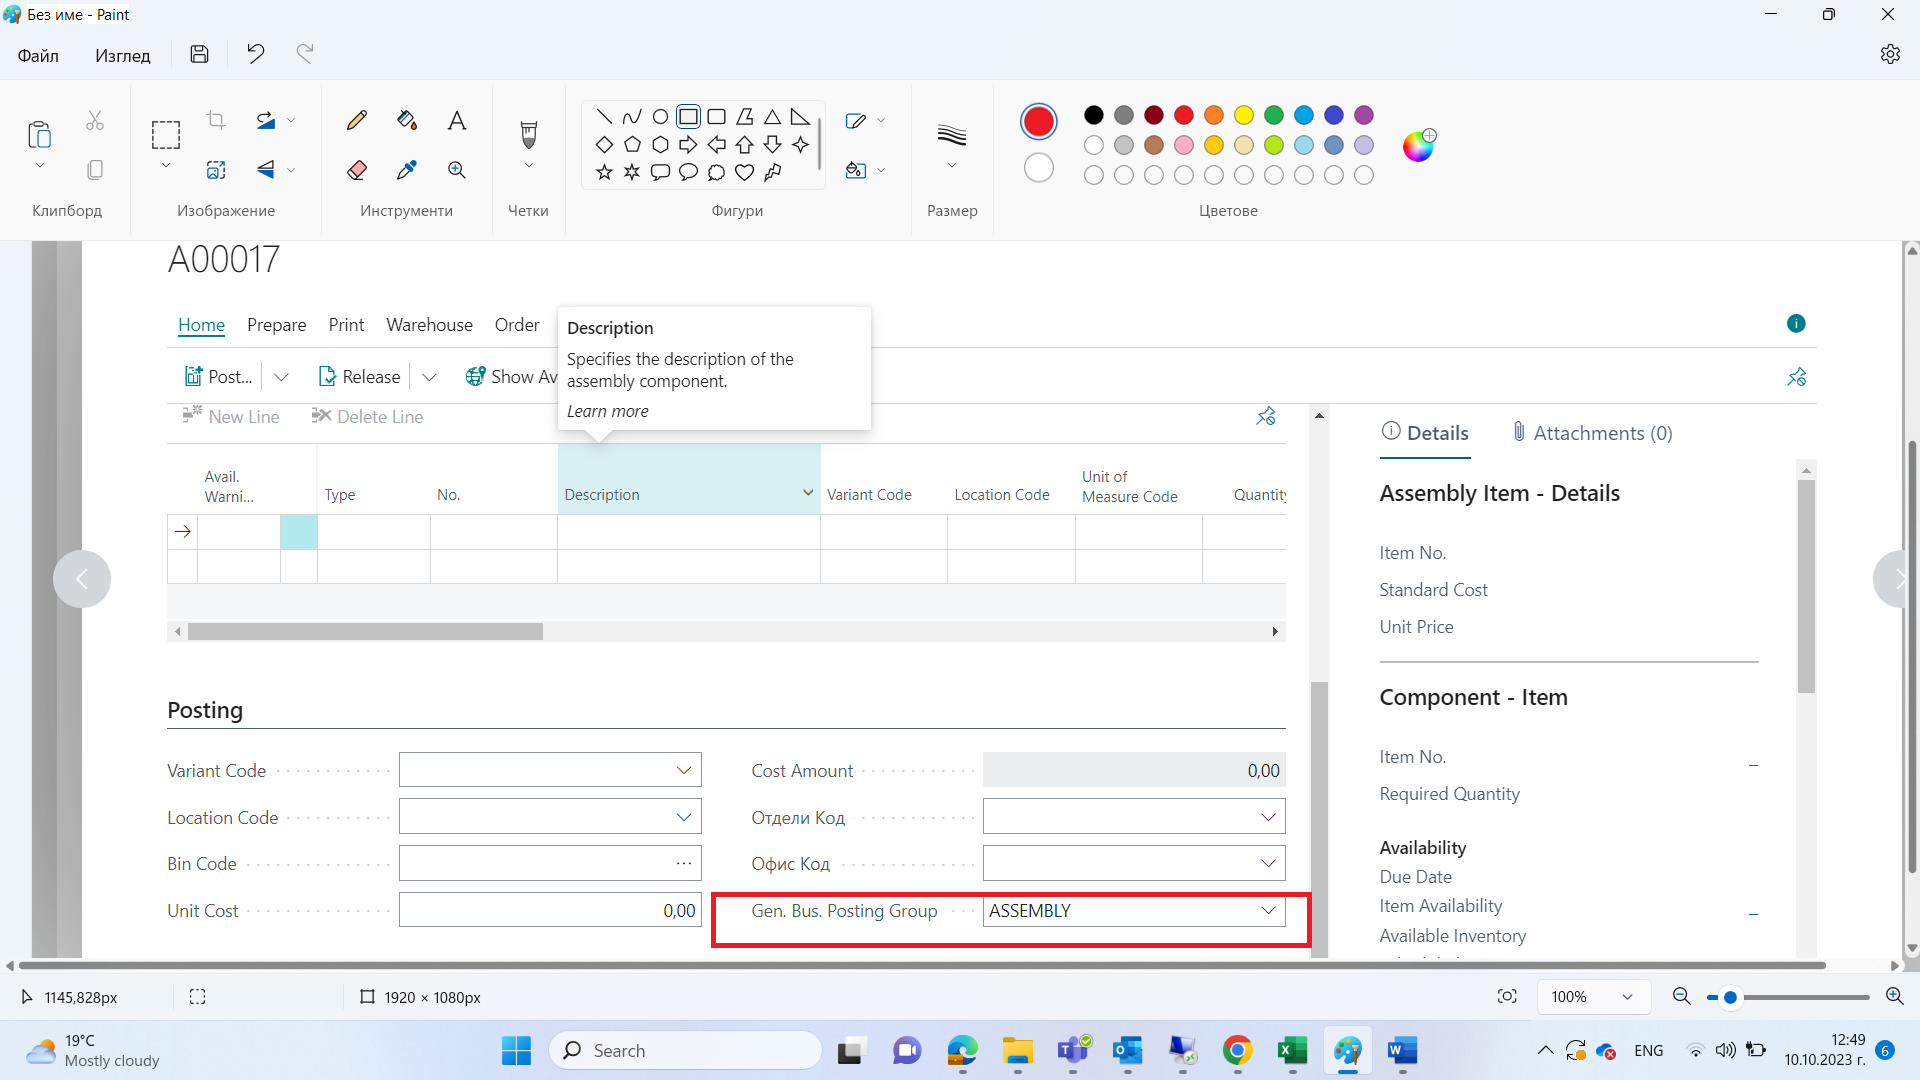 Без име - Paint
Файл
Изглед
Клипборд
Изображение
Инструменти
Четки
Фигури
Размер
Цветове
A00017
Home
Prepare
Print
Warehouse
Order
Post...
Release
Show Av
Description
Specifies the description of the
assembly component.
Learn more
New Line
Delete Line
Avail.
Warni...
Type
No.
Description
Variant Code
Location Code
Unit of
Measure Code
Quantity
Posting
Variant Code
Location Code
Bin Code
Unit Cost
0,00
Cost Amount
0,00
Отдели Код
Офис Код
Gen. Bus. Posting Group
ASSEMBLY
Details
Attachments (0)
Assembly Item - Details
Item No.
Standard Cost
Unit Price
Component - Item
Item No.
Required Quantity
Availability
Due Date
Item Availability
Available Inventory
1145,828px
1920 × 1080px
100%
19°C
Mostly cloudy
Search
ENG
12:49
10.10.2023 г.
6